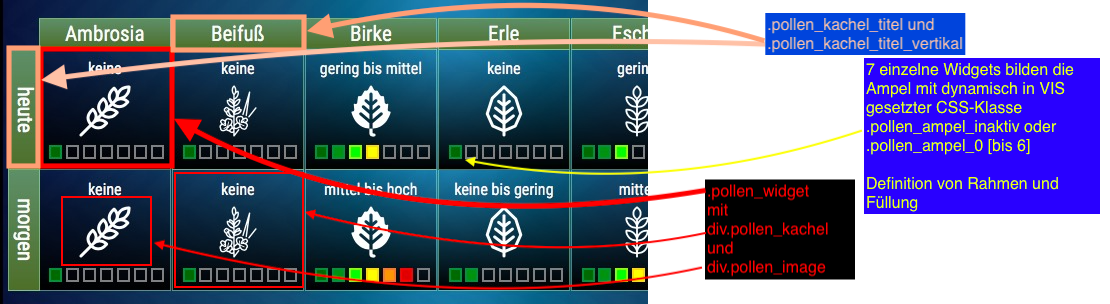 Ambrosia
Beifuß
Birke
Erle
Esch
heute
keine
keine
gering bis mittel
keine
gerin
morgen
keine
keine
mittel bis hoch
keine bis gering
mitte
.pollen_kachel_titel und
.pollen_kachel_titel_vertikal
7 einzelne Widgets bilden die
Ampel mit dynamisch in VIS
gesetzter CSS-Klasse
.pollen_ampel_inaktiv oder
.pollen_ampel_0 [bis 6]
Definition von Rahmen und
Füllung
.pollen_widget
mit
div.pollen_kachel
und
div.pollen_image